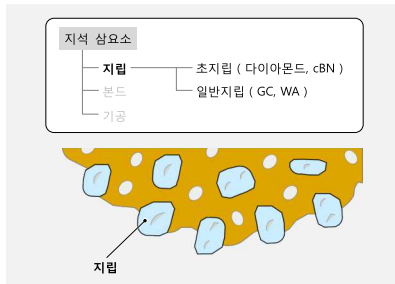 지석 삼요소
지립
초지립 ( 다이아몬드, cBN )
본드
일반지립 ( GC, WA )
기공
지립